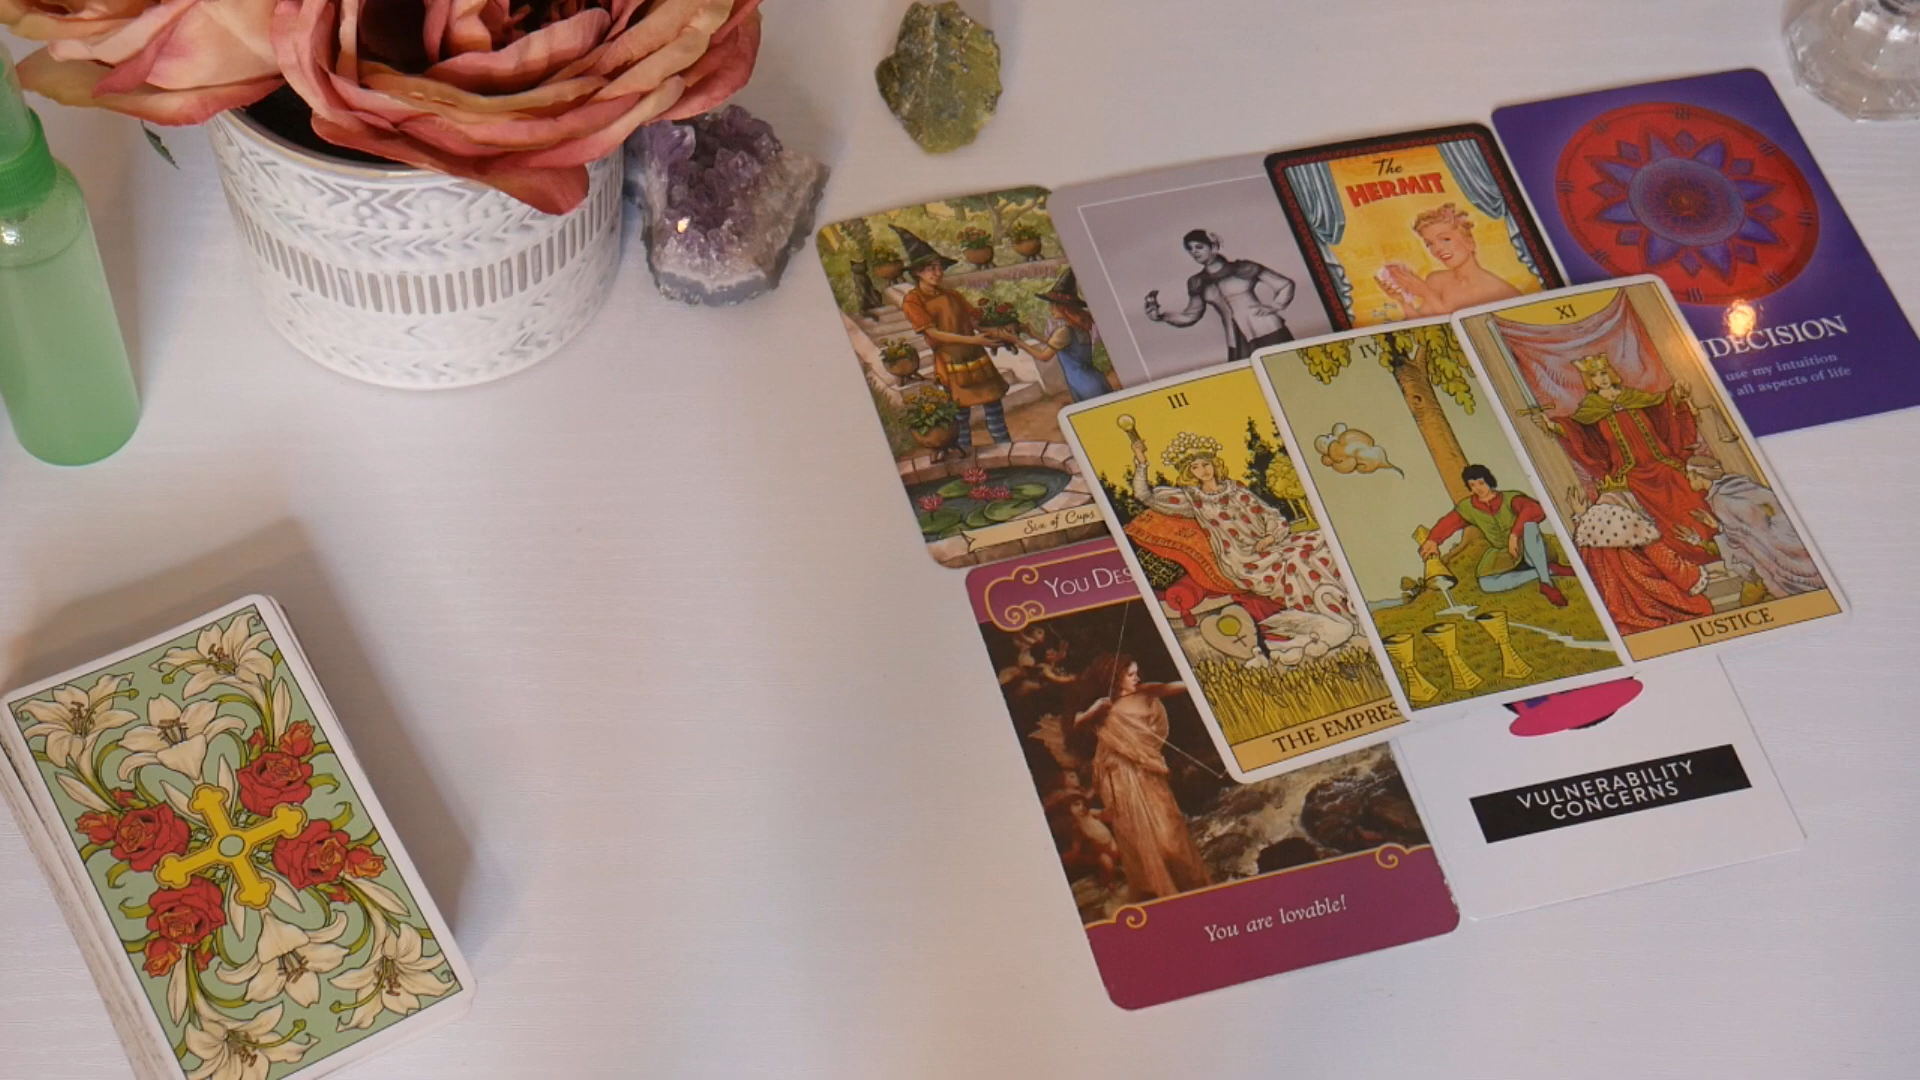 The
HERMIT
DECISION
use my intuition
all aspects of life
XI
IV
III
Six of Cups
YOU DES
JUSTICE
THE EMPRES
VULNERABILITY
CONCERNS
You are lovable!